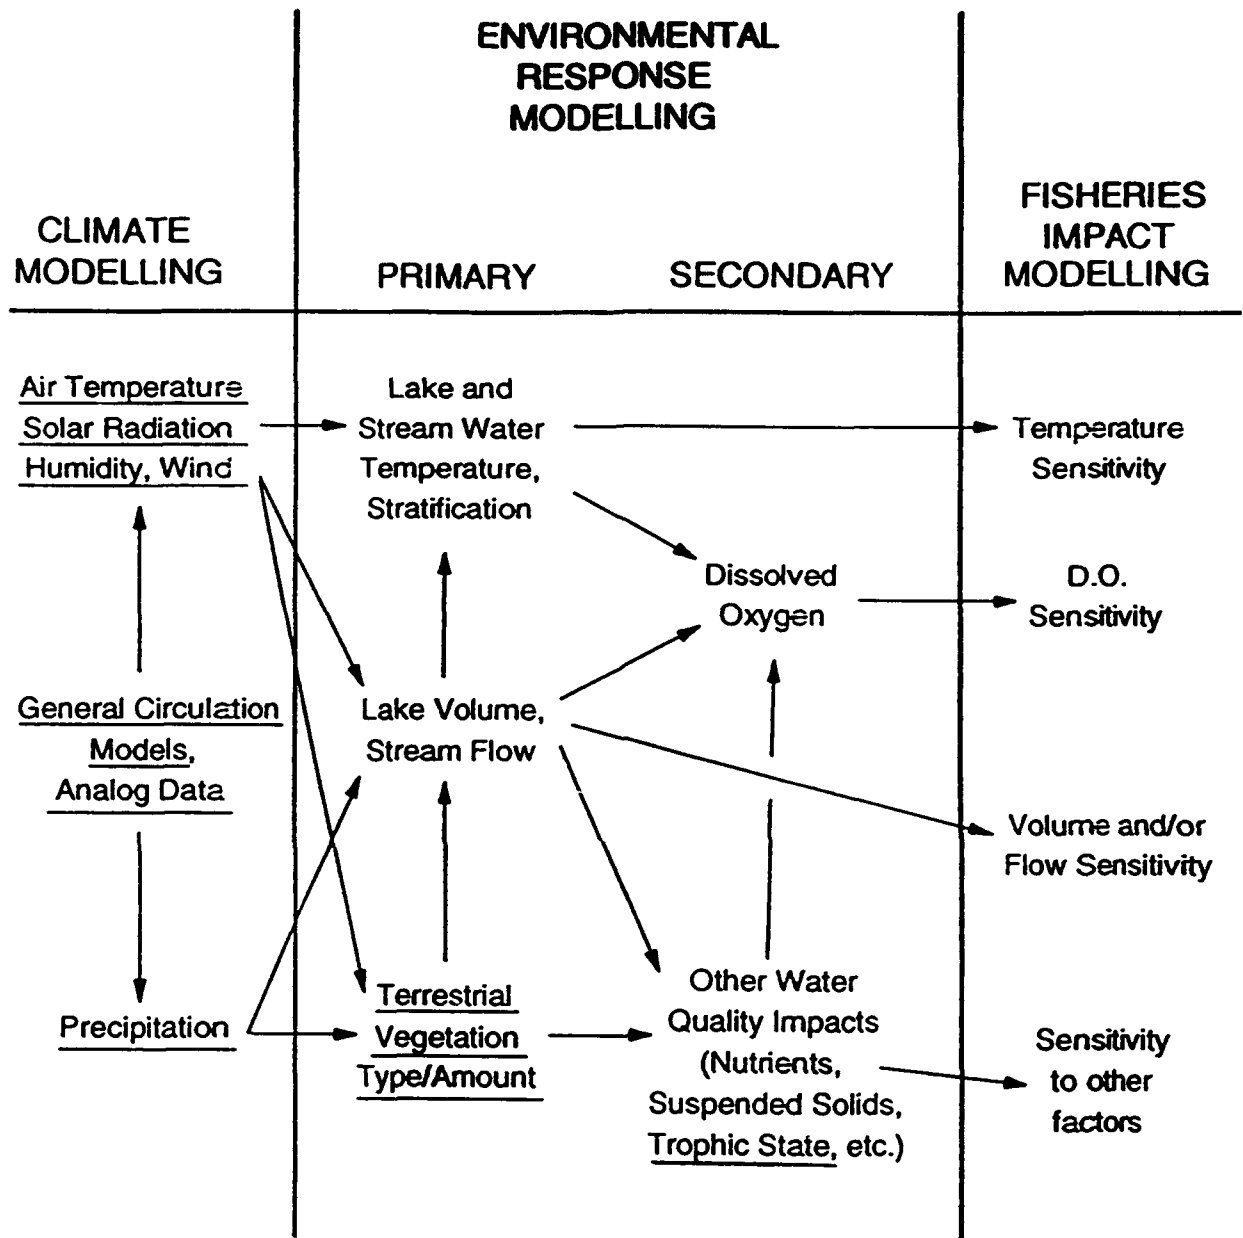 ENVIRONMENTAL
RESPONSE
MODELLING
CLIMATE
MODELLING
PRIMARY
SECONDARY
FISHERIES
IMPACT
MODELLING
Air Temperature
Solar Radiation
Humidity, Wind
General Circulation
Models,
Analog Data
Precipitation
Lake and
Stream Water
Temperature,
Stratification
Lake Volume,
Stream Flow
Terrestrial
Vegetation
Type/Amount
Dissolved
Oxygen
Other Water
Quality Impacts
(Nutrients,
Suspended Solids,
Trophic State, etc.)
Temperature
Sensitivity
D.O.
Sensitivity
Volume and/or
Flow Sensitivity
Sensitivity
to other
factors